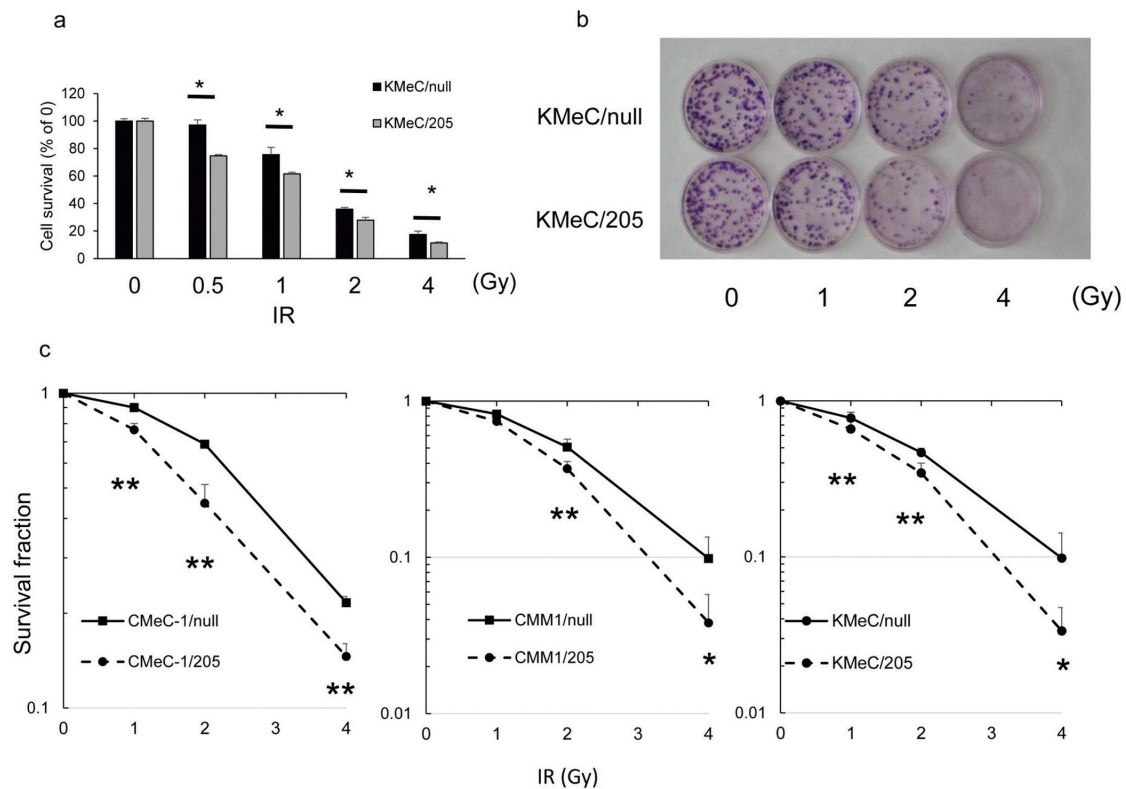 a
Cell survival (% of 0)
120
100
80
60
40
20
0
* * * *
KMeC/null
KMeC/205
0 0.5 1 2 4 (Gy)
IR
b
KMeC/null
KMeC/205
0 1 2 4 (Gy)
c
Survival fraction
1
0.1
**
**
**
CMeC-1/null
CMeC-1/205
0 1 2 3 4
1
0.1
0.01
**
*
CMM1/null
CMM1/205
0 1 2 3 4
1
0.1
0.01
**
**
*
KMeC/null
KMeC/205
0 1 2 3 4
IR (Gy)